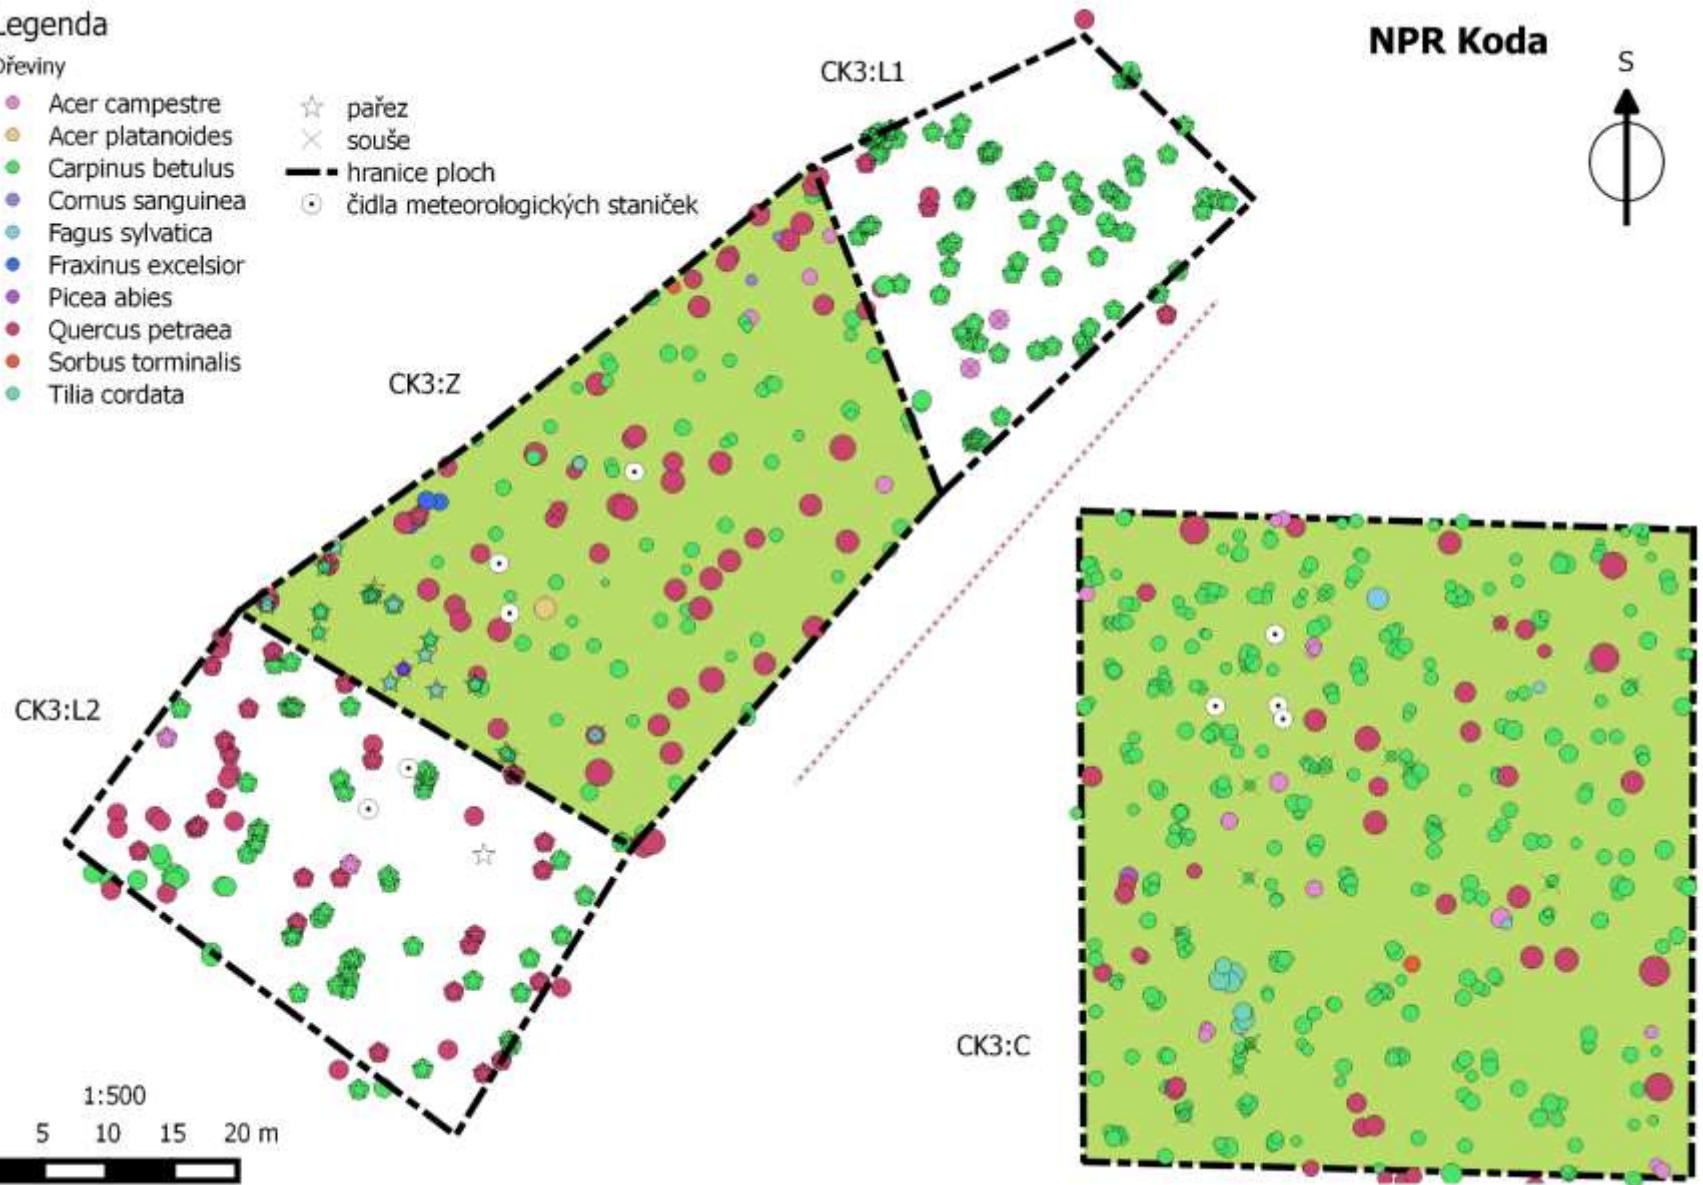 Legenda
Dřeviny
Acer campestre
Acer platanoides
Carpinus betulus
Cornus sanguinea
Fagus sylvatica
Fraxinus excelsior
Picea abies
Quercus petraea
Sorbus torminalis
Tilia cordata
pařez
souše
hranice ploch
čidla meteorologických staniček
NPR Koda
S
CK3:L1
CK3:Z
CK3:L2
CK3:C
1:500
5 10 15 20 m